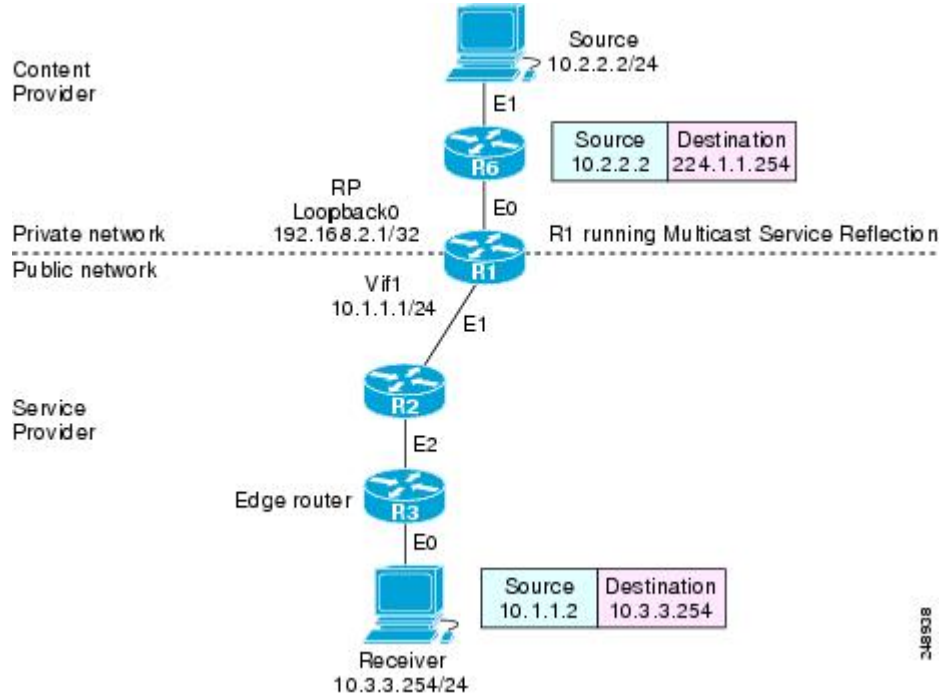 Source
10.2.2.2/24
Content
Provider
E1
Source
10.2.2.2
Destination
224.1.1.254
R6
RP
Loopback0
192.168.2.1/32
E0
Private network
R1 running Multicast Service Reflection
Public network
R1
Vif1
10.1.1.1/24
E1
R2
Service
Provider
E2
Edge router
R3
E0
Source
10.1.1.2
Destination
10.3.3.254
Receiver
10.3.3.254/24
248938